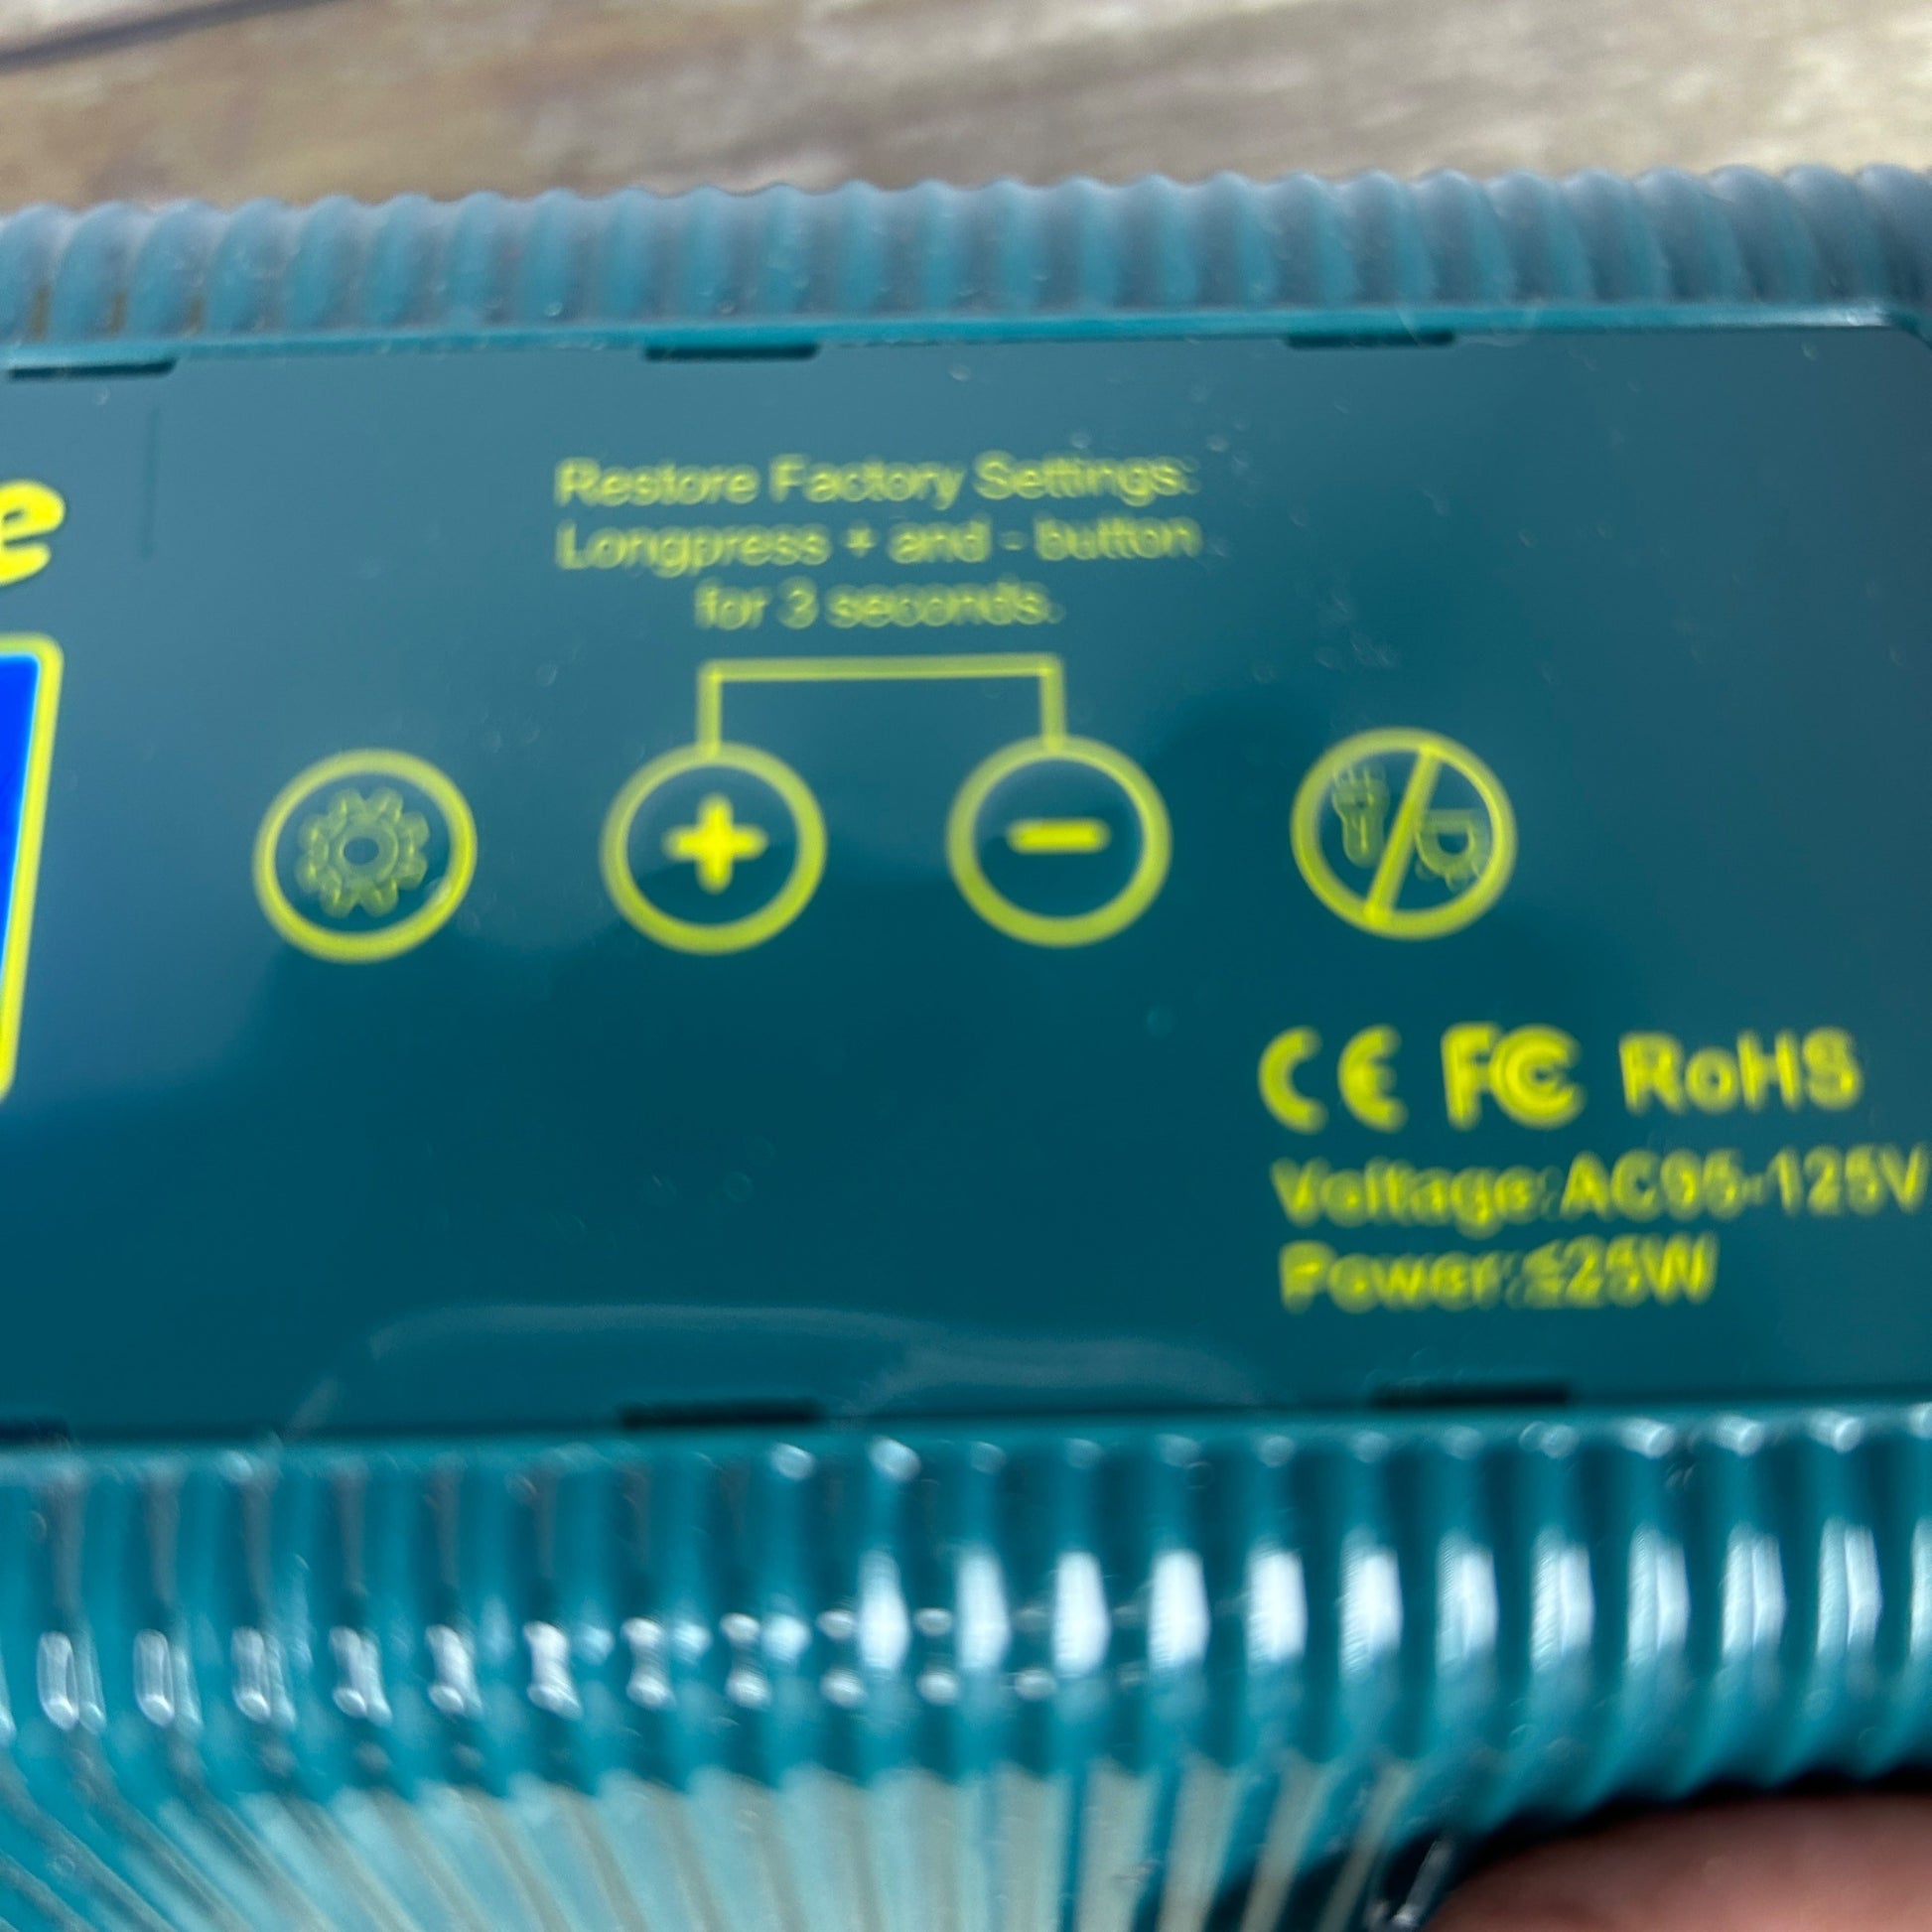 e
Restore Factory Settings:
Longpress + and - button
for 3 seconds.
+ -
CE FC RoHS
Voltage:AC95-125V
Power:≤25W